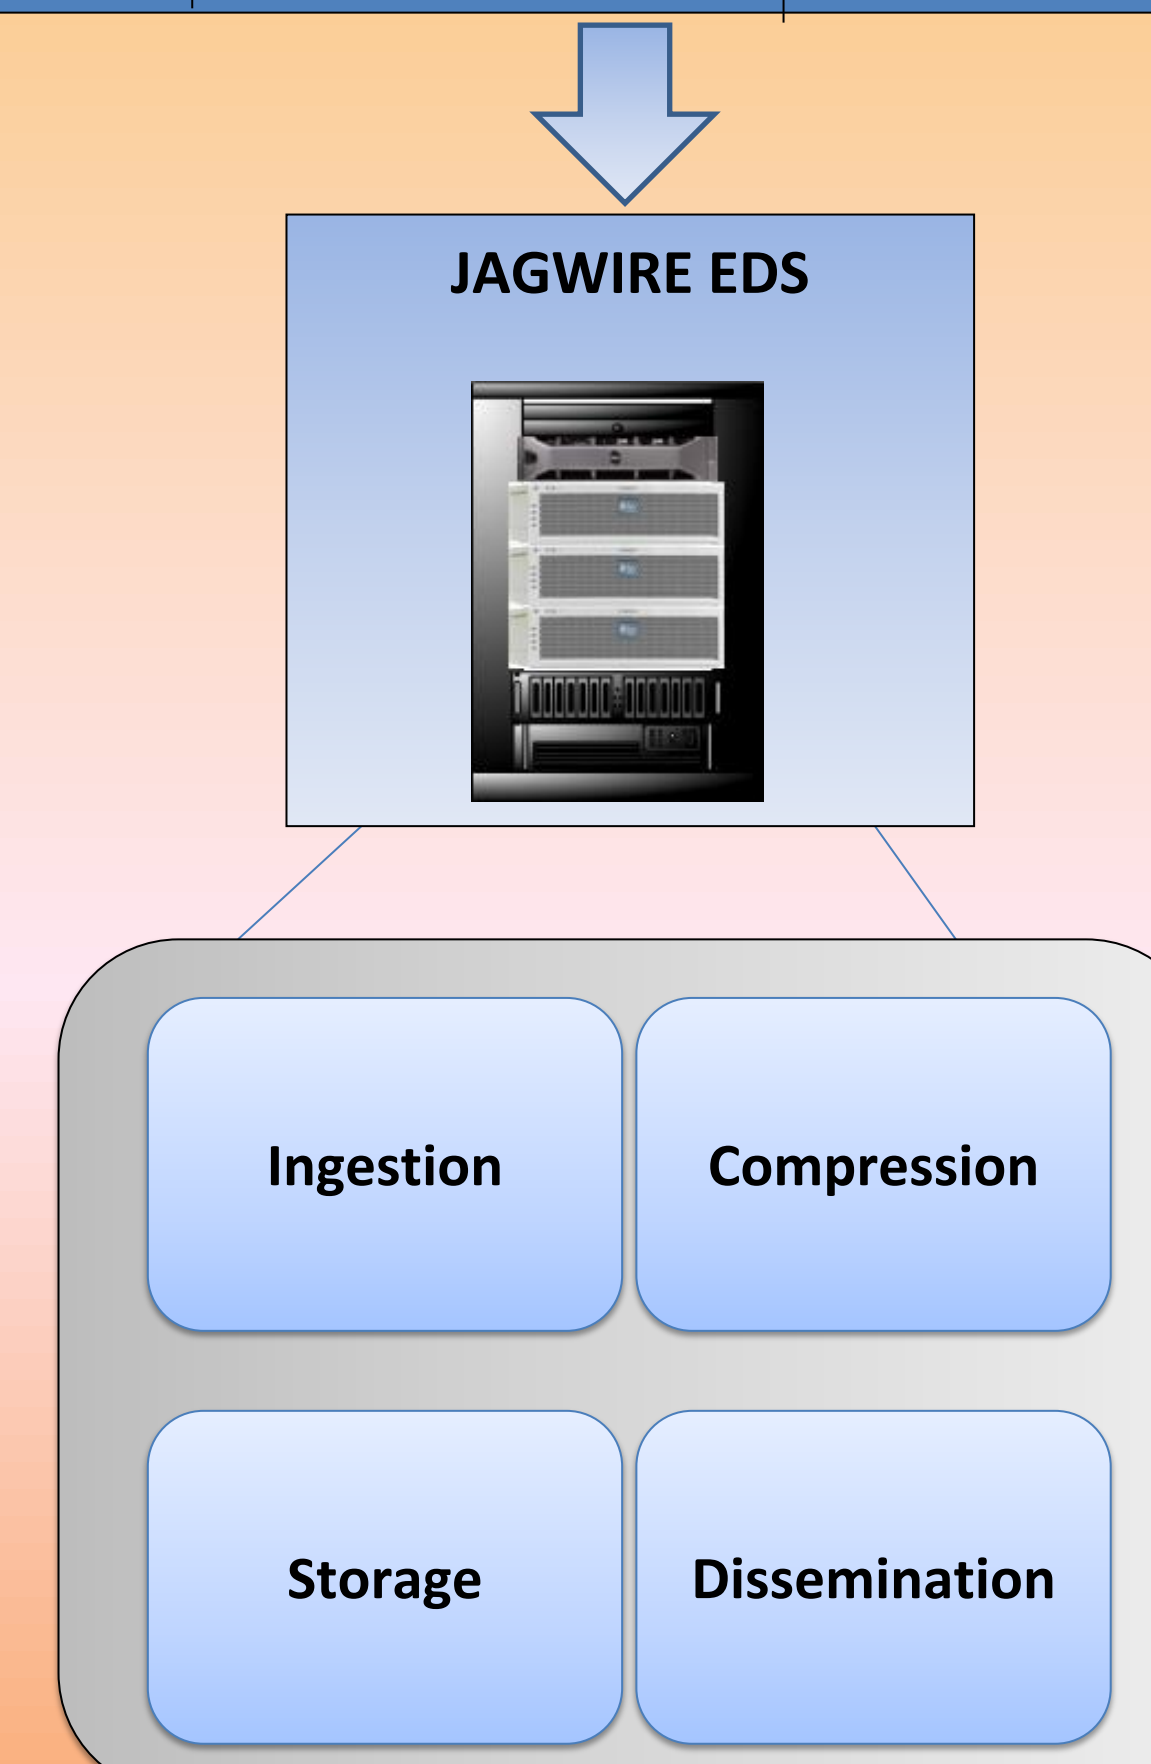 JAGWIRE EDS
Ingestion
Compression
Storage
Dissemination